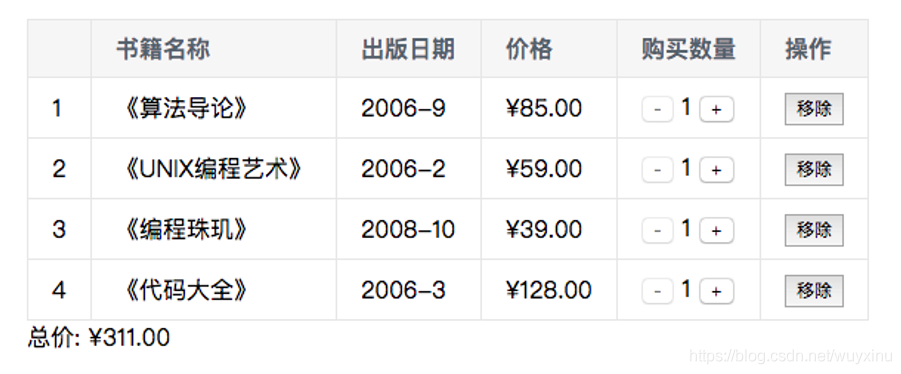 书籍名称 出版日期 价格 购买数量 操作
1 《算法导论》 2006-9 ¥85.00 - 1 + 移除
2 《UNIX编程艺术》 2006-2 ¥59.00 - 1 + 移除
3 《编程珠玑》 2008-10 ¥39.00 - 1 + 移除
4 《代码大全》 2006-3 ¥128.00 - 1 + 移除
总价: ¥311.00
https://blog.csdn.net/wuyxinu